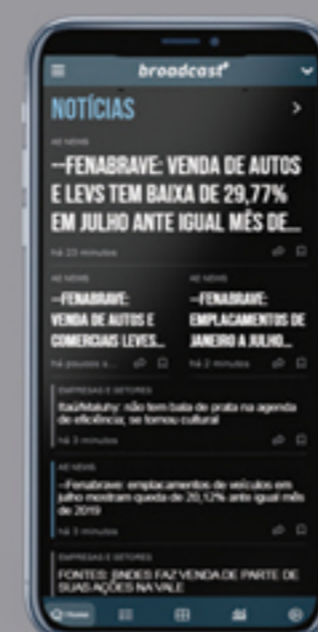 broadcast+
NOTÍCIAS
AE NEWS
--FENABRAVE: VENDA DE AUTOS
E LEVS TEM BAIXA DE 29,77%
EM JULHO ANTE IGUAL MÊS DE...
há 23 minutos
AE NEWS
--FENABRAVE:
VENDA DE AUTOS E
COMERCIAIS LEVES...
há poucos s...
AE NEWS
--FENABRAVE:
EMPLACAMENTOS DE
JANEIRO A JULHO...
há 2 minutos
EMPRESAS E SETORES
Itaú/Maluhy: não tem bala de prata na agenda
de eficiência; se tornou cultural
há 3 minutos
AE NEWS
--Fenabrave: emplacamentos de veículos em
julho mostram queda de 20,12% ante igual mês
de 2019
há 3 minutos
EMPRESAS E SETORES
FONTES: BNDES FAZ VENDA DE PARTE DE
SUAS AÇÕES NA VALE
Home